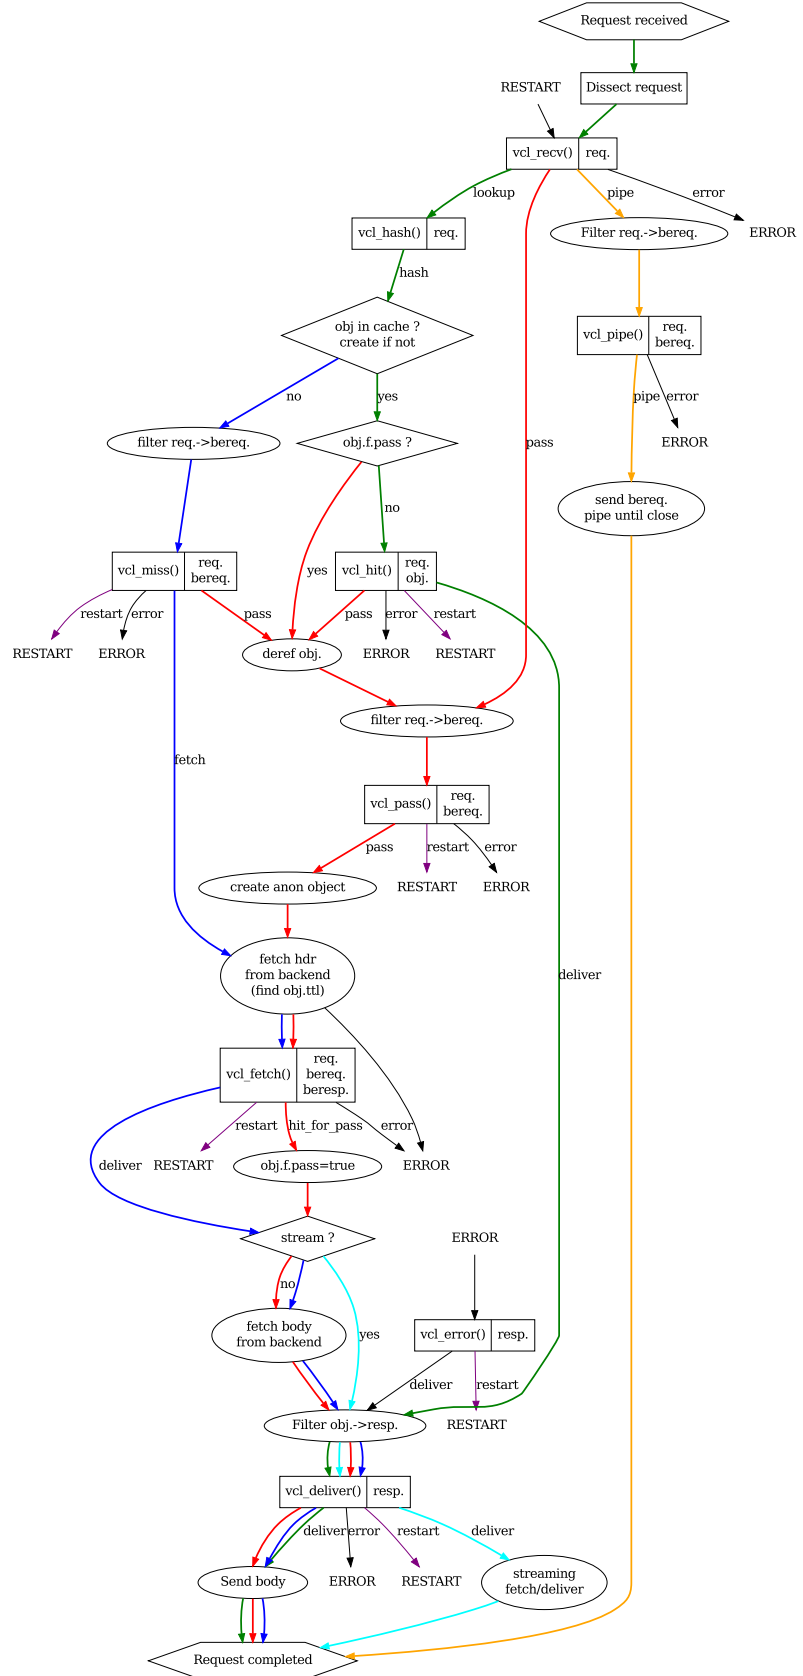 Request received
RESTART
Dissect request
vcl_recv()
req.
lookup
pipe
error
vcl_hash()
req.
Filter req.->bereq.
ERROR
hash
obj in cache ?
create if not
vcl_pipe()
req.
bereq.
no
yes
pipe
error
filter req.->bereq.
obj.f.pass ?
pass
ERROR
send bereq.
pipe until close
no
vcl_miss()
req.
bereq.
yes
vcl_hit()
req.
obj.
restart
error
pass
pass
error
restart
RESTART
ERROR
deref obj.
ERROR
RESTART
filter req.->bereq.
fetch
vcl_pass()
req.
bereq.
pass
restart
error
create anon object
RESTART
ERROR
fetch hdr
from backend
(find obj.ttl)
deliver
vcl_fetch()
req.
bereq.
beresp.
restart
hit_for_pass
error
deliver
RESTART
obj.f.pass=true
ERROR
stream ?
ERROR
no
fetch body
from backend
yes
vcl_error()
resp.
deliver
restart
Filter obj.->resp.
RESTART
vcl_deliver()
resp.
deliver
error
restart
deliver
Send body
ERROR
RESTART
streaming
fetch/deliver
Request completed